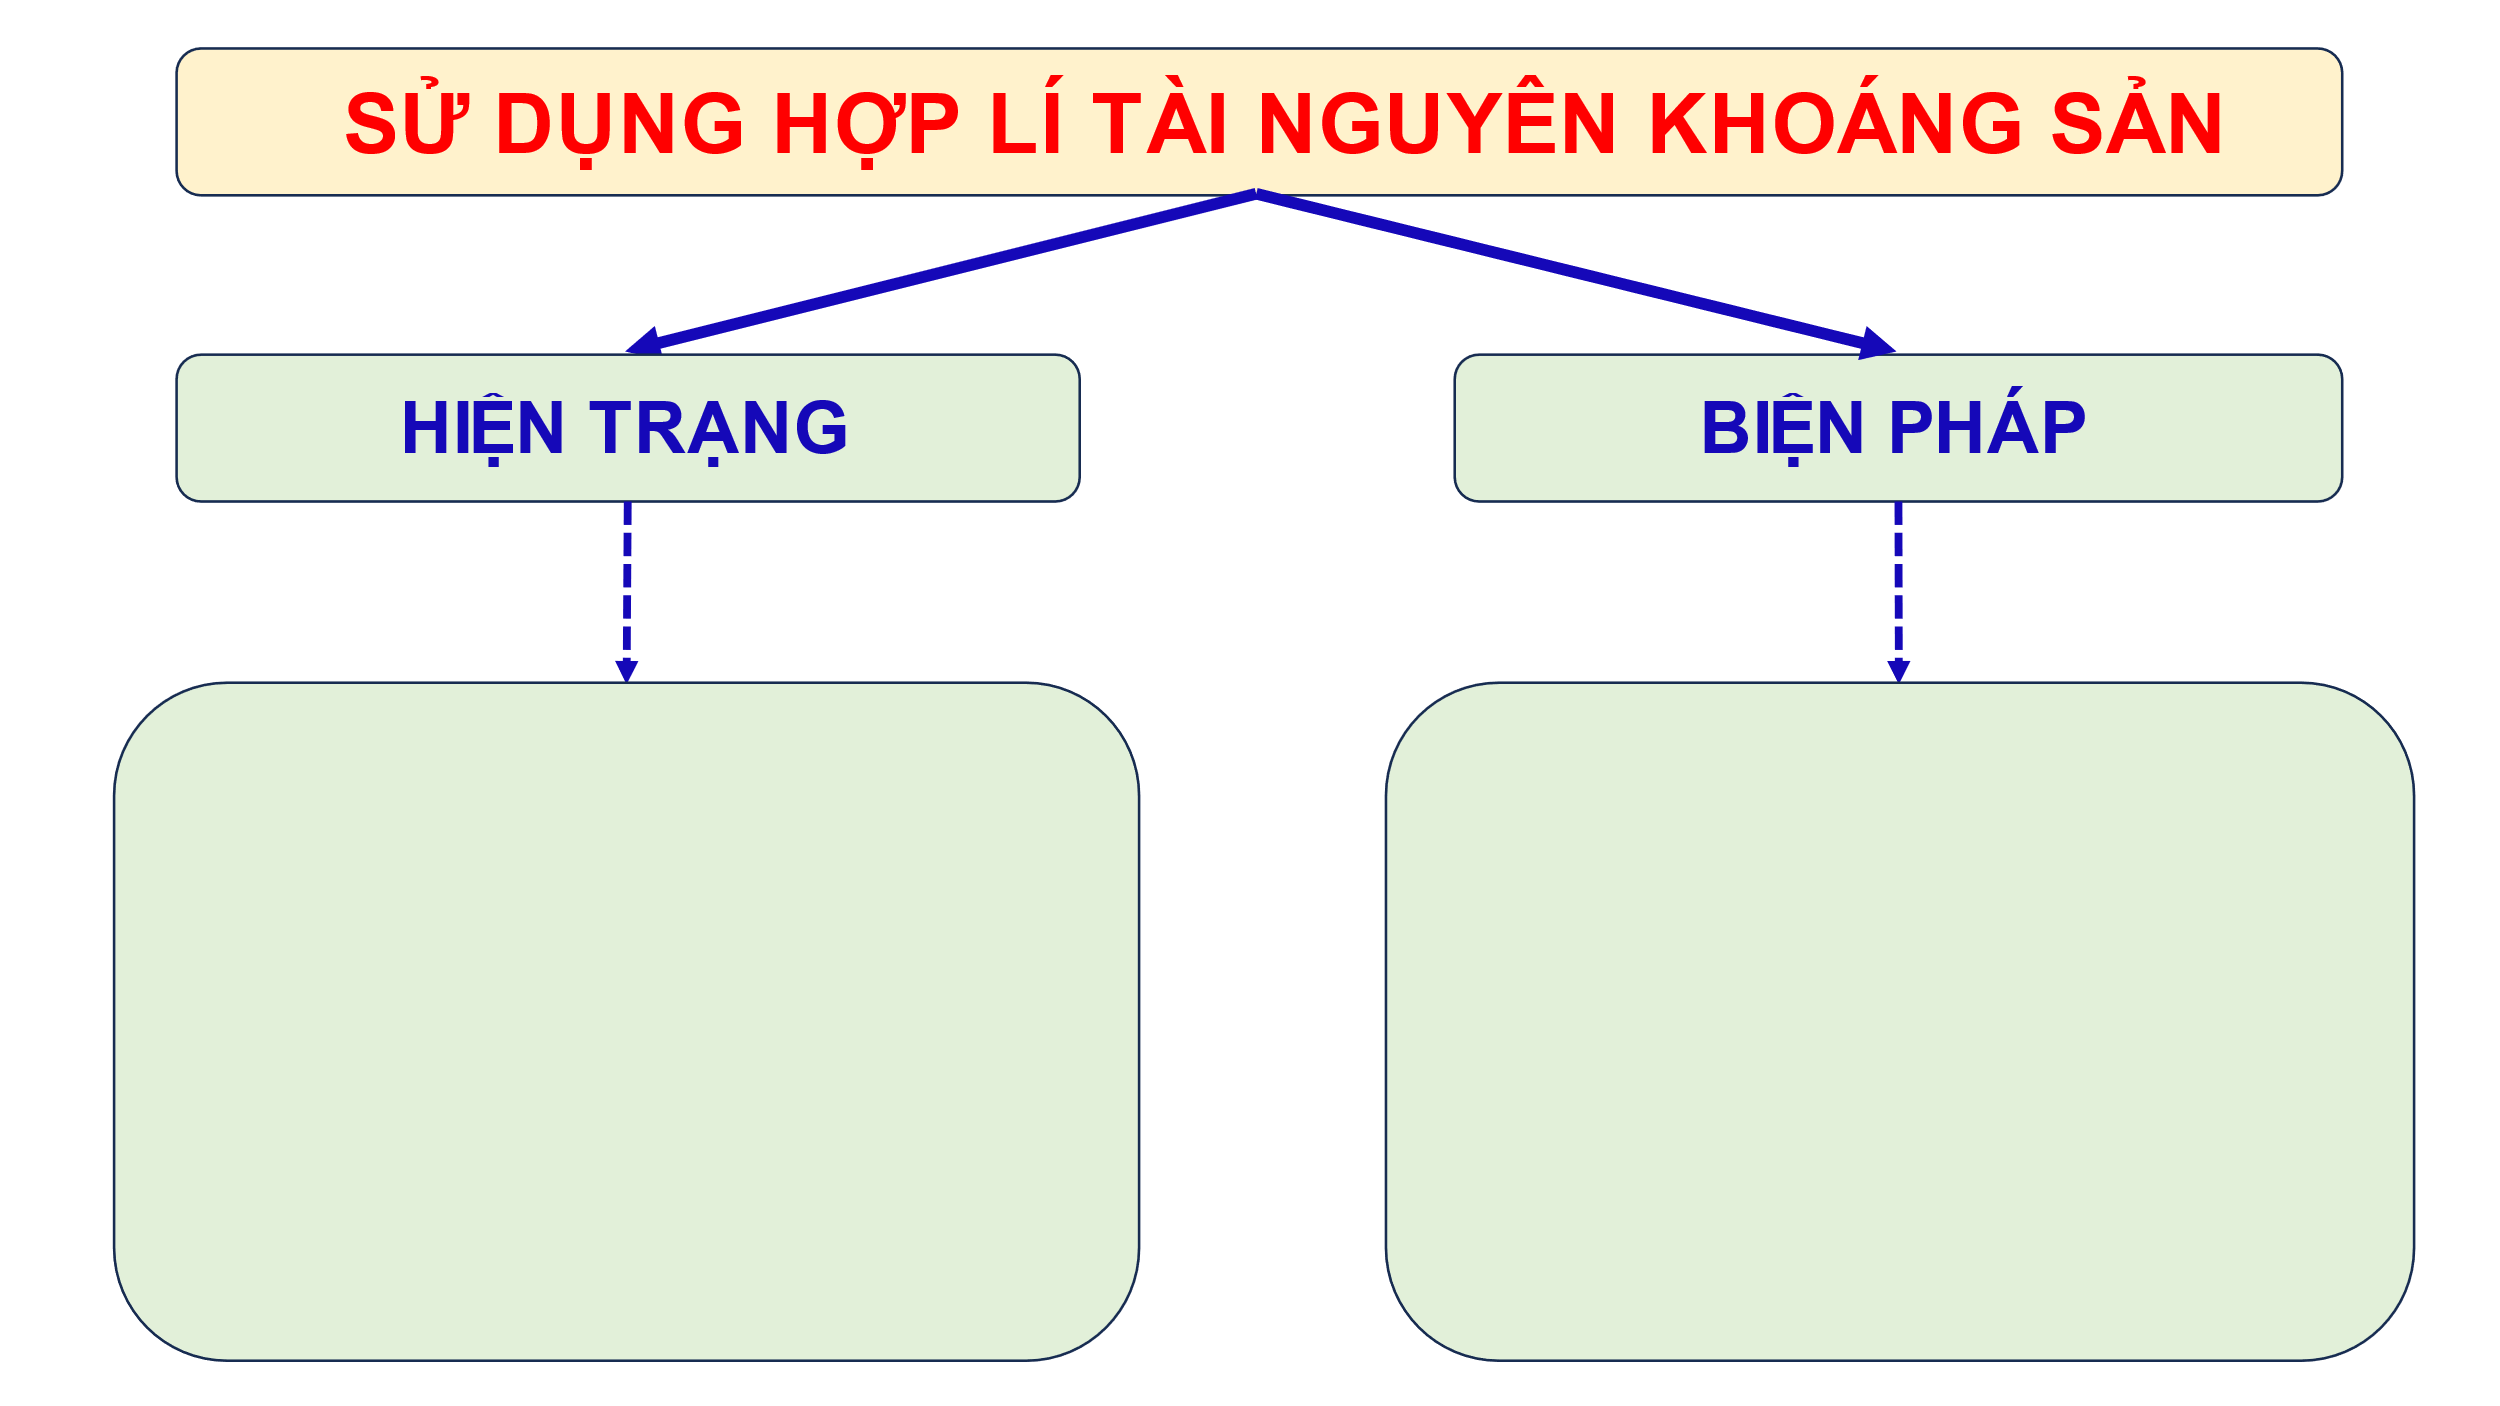 SỬ DỤNG HỢP LÍ TÀI NGUYÊN KHOÁNG SẢN
HIỆN TRẠNG
BIỆN PHÁP